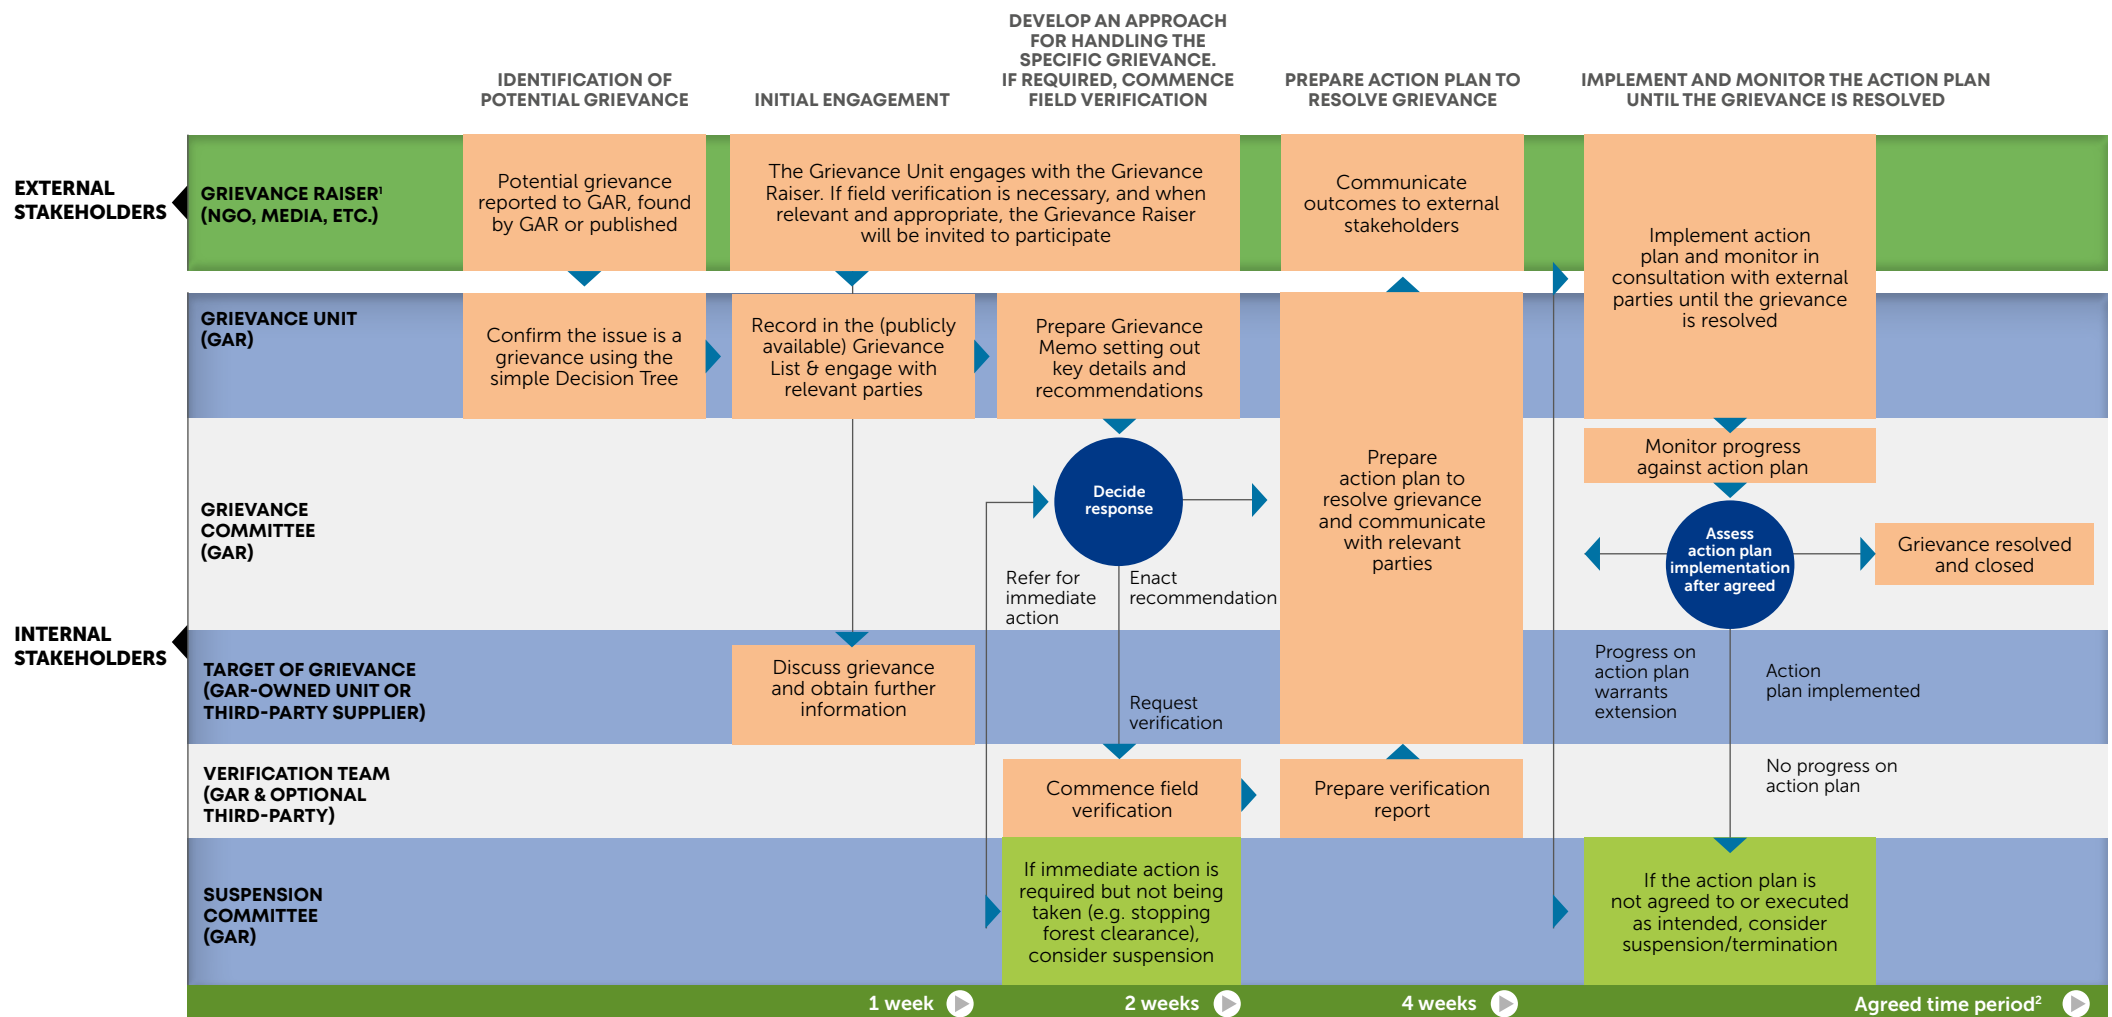 IDENTIFICATION OF
POTENTIAL GRIEVANCE
INITIAL ENGAGEMENT
DEVELOP AN APPROACH
FOR HANDLING THE
SPECIFIC GRIEVANCE.
IF REQUIRED, COMMENCE
FIELD VERIFICATION
PREPARE ACTION PLAN TO
RESOLVE GRIEVANCE
IMPLEMENT AND MONITOR THE ACTION PLAN
UNTIL THE GRIEVANCE IS RESOLVED
EXTERNAL
STAKEHOLDERS
GRIEVANCE RAISER¹
(NGO, MEDIA, ETC.)
Potential grievance
reported to GAR, found
by GAR or published
The Grievance Unit engages with the Grievance
Raiser. If field verification is necessary, and when
relevant and appropriate, the Grievance Raiser
will be invited to participate
Communicate
outcomes to external
stakeholders
Implement action
plan and monitor in
consultation with external
parties until the grievance
is resolved
INTERNAL
STAKEHOLDERS
GRIEVANCE UNIT
(GAR)
Confirm the issue is a
grievance using the
simple Decision Tree
Record in the (publicly
available) Grievance
List & engage with
relevant parties
Prepare Grievance
Memo setting out
key details and
recommendations
GRIEVANCE
COMMITTEE
(GAR)
Decide
response
Refer for
immediate
action
Enact
recommendation
Prepare
action plan to
resolve grievance
and communicate
with relevant
parties
Monitor progress
against action plan
Assess
action plan
implementation
after agreed
Grievance resolved
and closed
TARGET OF GRIEVANCE
(GAR-OWNED UNIT OR
THIRD-PARTY SUPPLIER)
Discuss grievance
and obtain further
information
Request
verification
Progress on
action plan
warrants
extension
Action
plan implemented
VERIFICATION TEAM
(GAR & OPTIONAL
THIRD-PARTY)
Commence field
verification
Prepare verification
report
No progress on
action plan
SUSPENSION
COMMITTEE
(GAR)
If immediate action is
required but not being
taken (e.g. stopping
forest clearance),
consider suspension
If the action plan is
not agreed to or executed
as intended, consider
suspension/termination
1 week
2 weeks
4 weeks
Agreed time period²